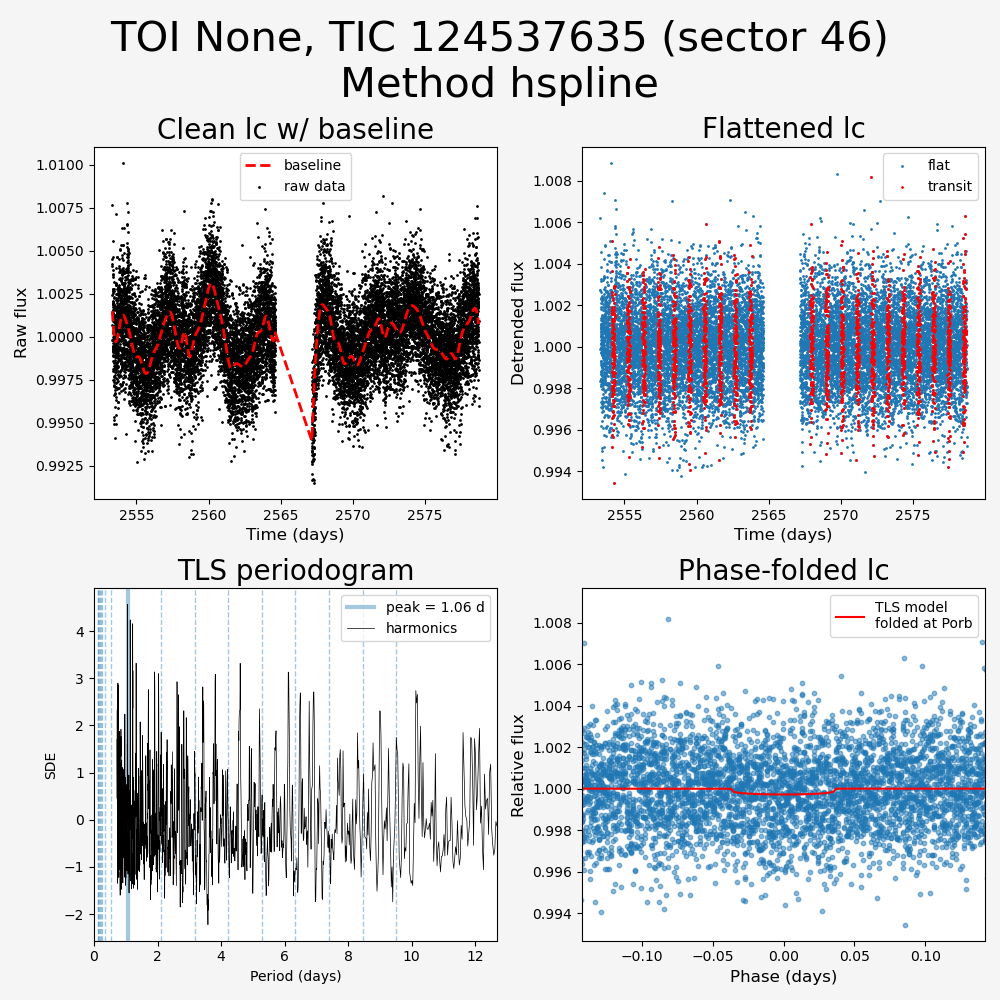 TOI None, TIC 124537635 (sector 46)
Method hspline
Clean lc w/ baseline
baseline
raw data
1.0100
1.0075
1.0050
1.0025
1.0000
0.9975
0.9950
0.9925
Raw flux
2555
2560
2565
2570
2575
Time (days)
Flattened lc
flat
transit
1.008
1.006
1.004
1.002
1.000
0.998
0.996
0.994
Detrended flux
2555
2560
2565
2570
2575
Time (days)
TLS periodogram
peak = 1.06 d
harmonics
4
3
2
1
0
−1
−2
SDE
0
2
4
6
8
10
12
Period (days)
Phase-folded lc
TLS model
folded at Porb
1.008
1.006
1.004
1.002
1.000
0.998
0.996
0.994
Relative flux
−0.10
−0.05
0.00
0.05
0.10
Phase (days)